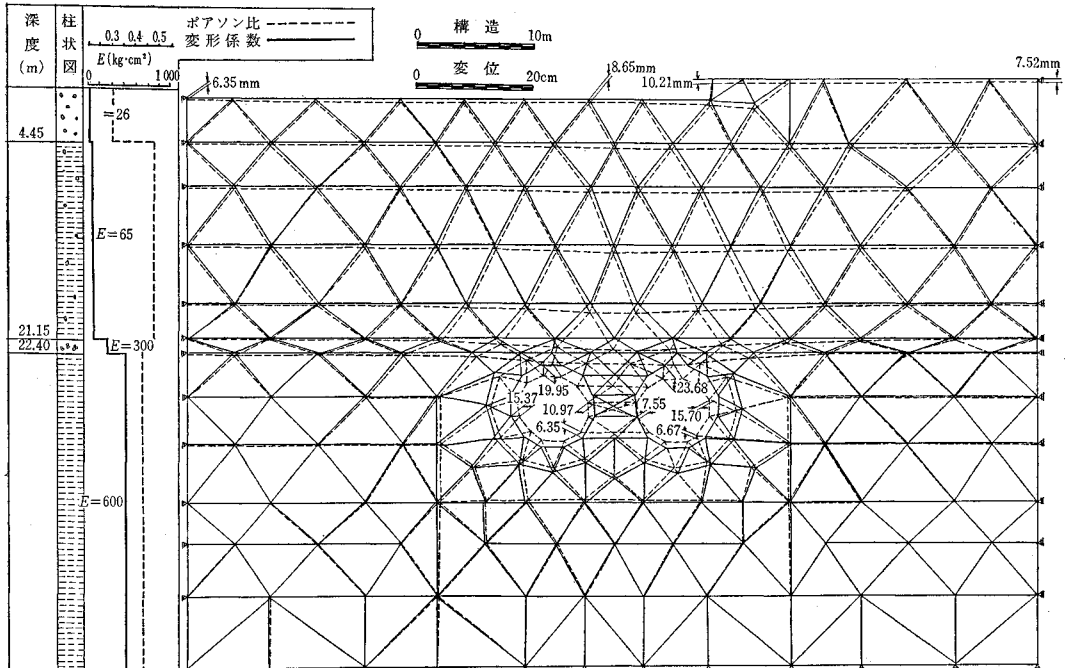 深度(m)
柱状図
0.3 0.4 0.5
E(kg·cm²)
0 1000
ポアソン比
変形係数
構造
0 10m
変位
0 20cm
6.35mm
18.65mm
10.21mm
7.52mm
=26
4.45
E=65
21.15
22.40
E=300
E=600
19.95
23.68
15.37
10.97
7.55
15.70
6.35
6.67